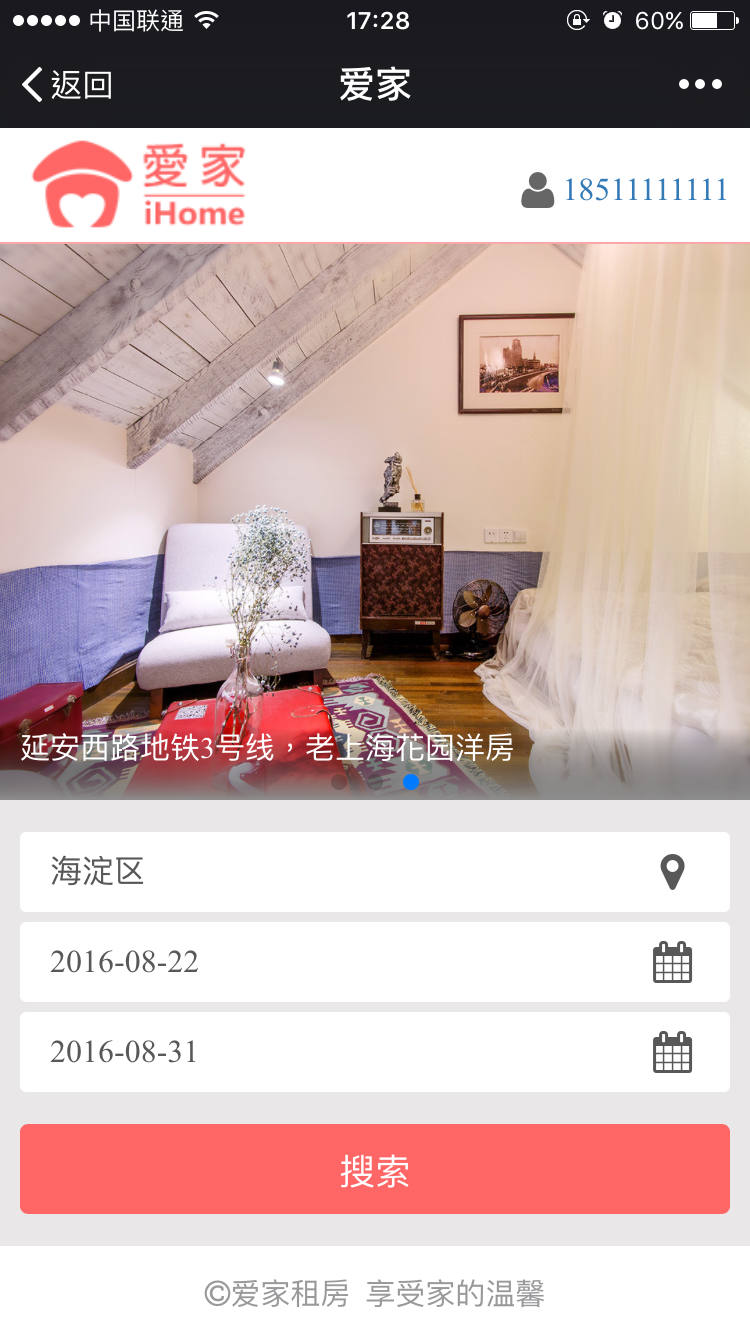 中国联通 17:28 60%
返回 爱家
愛家
iHome
18511111111
延安西路地铁3号线，老上海花园洋房
海淀区
2016-08-22
2016-08-31
搜索
©爱家租房 享受家的温馨